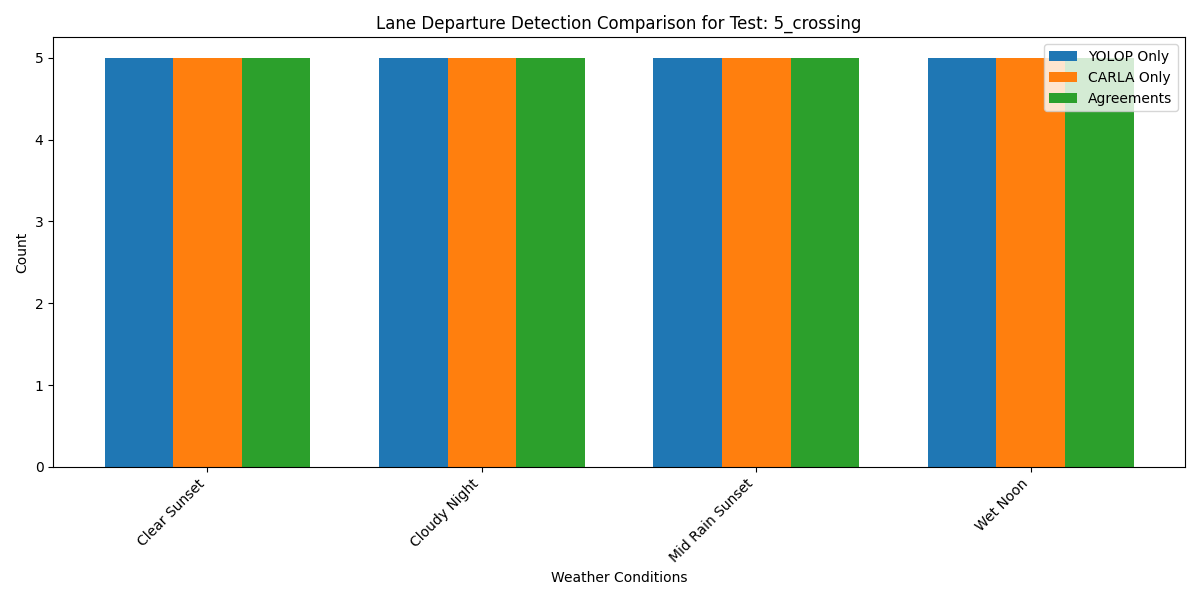 Lane Departure Detection Comparison for Test: 5_crossing
YOLOP Only
CARLA Only
Agreements
5
4
3
2
1
0
Count
Clear Sunset
Cloudy Night
Mid Rain Sunset
Wet Noon
Weather Conditions